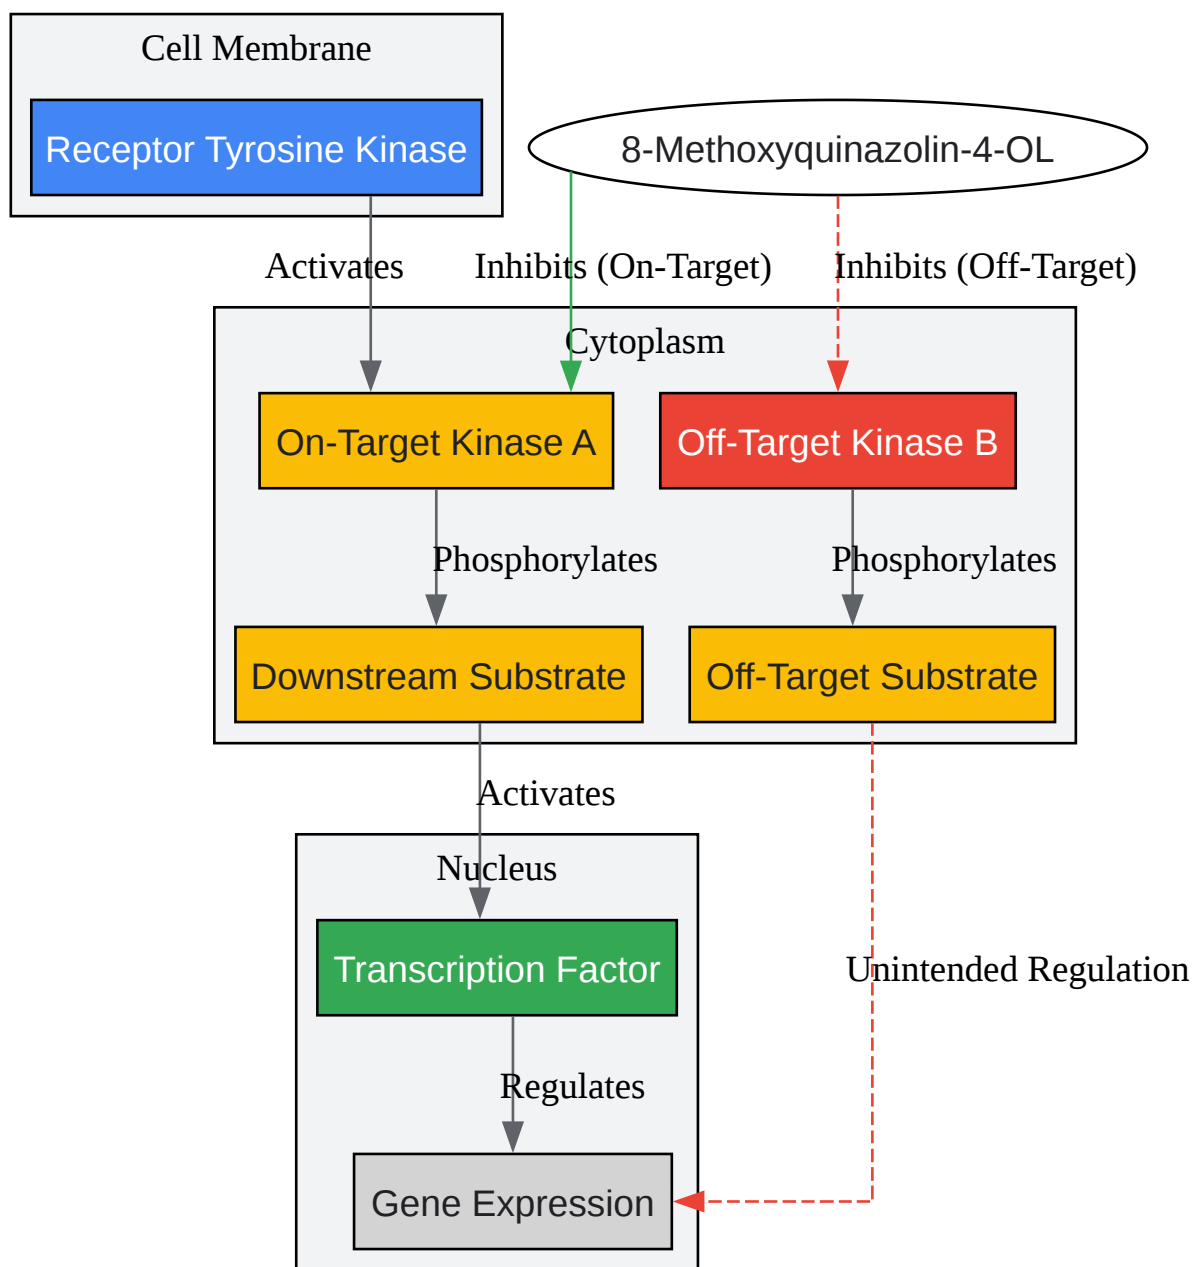 Cell Membrane
Receptor Tyrosine Kinase
8-Methoxyquinazolin-4-OL
Activates
Inhibits (On-Target)
Inhibits (Off-Target)
Cytoplasm
On-Target Kinase A
Off-Target Kinase B
Phosphorylates
Phosphorylates
Downstream Substrate
Off-Target Substrate
Activates
Nucleus
Transcription Factor
Unintended Regulation
Regulates
Gene Expression